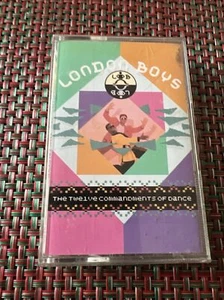 LONDON BOYS
THE TWELVE COMMANDMENTS OF DANCE